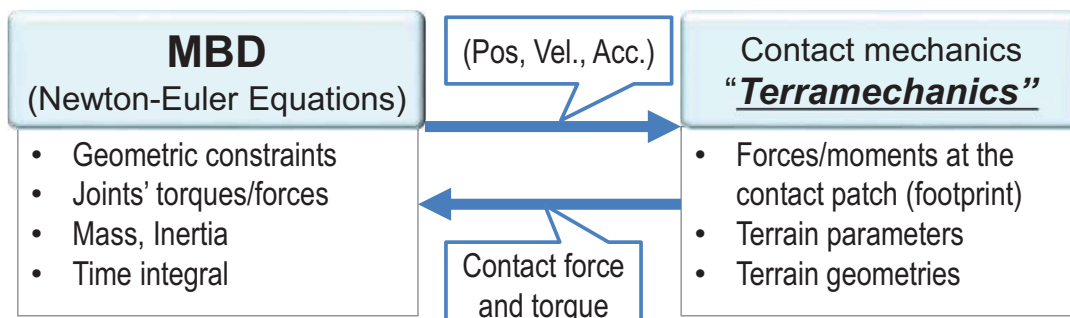 MBD
(Newton-Euler Equations)
• Geometric constraints
• Joints' torques/forces
• Mass, Inertia
• Time integral
(Pos, Vel., Acc.)
Contact force
and torque
Contact mechanics
“Terramechanics”
• Forces/moments at the
contact patch (footprint)
• Terrain parameters
• Terrain geometries